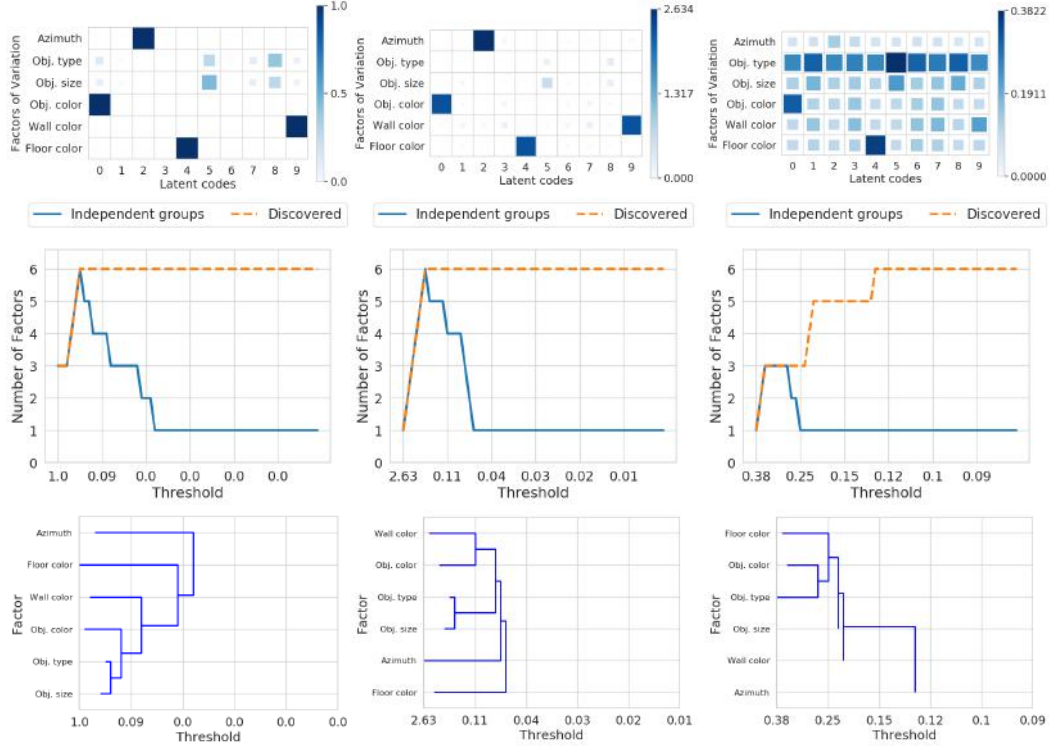 Factors of Variation
Azimuth
Obj. type
Obj. size
Obj. color
Wall color
Floor color
0 1 2 3 4 5 6 7 8 9
Latent codes
1.0
0.5
0.0
Factors of Variation
Azimuth
Obj. type
Obj. size
Obj. color
Wall color
Floor color
0 1 2 3 4 5 6 7 8 9
Latent codes
2.634
1.317
0.000
Factors of Variation
Azimuth
Obj. type
Obj. size
Obj. color
Wall color
Floor color
0 1 2 3 4 5 6 7 8 9
Latent codes
0.3822
0.1911
0.0000
Independent groups Discovered
Independent groups Discovered
Independent groups Discovered
Number of Factors
6
5
4
3
2
1
0
1.0 0.09 0.0 0.0 0.0 0.0
Threshold
Number of Factors
6
5
4
3
2
1
0
2.63 0.11 0.04 0.03 0.02 0.01
Threshold
Number of Factors
6
5
4
3
2
1
0
0.38 0.25 0.15 0.12 0.1 0.09
Threshold
Factor
Azimuth
Floor color
Wall color
Obj. color
Obj. type
Obj. size
1.0 0.09 0.0 0.0 0.0 0.0
Threshold
Factor
Wall color
Obj. color
Obj. type
Obj. size
Azimuth
Floor color
2.63 0.11 0.04 0.03 0.02 0.01
Threshold
Factor
Floor color
Obj. color
Obj. type
Obj. size
Wall color
Azimuth
0.38 0.25 0.15 0.12 0.1 0.09
Threshold